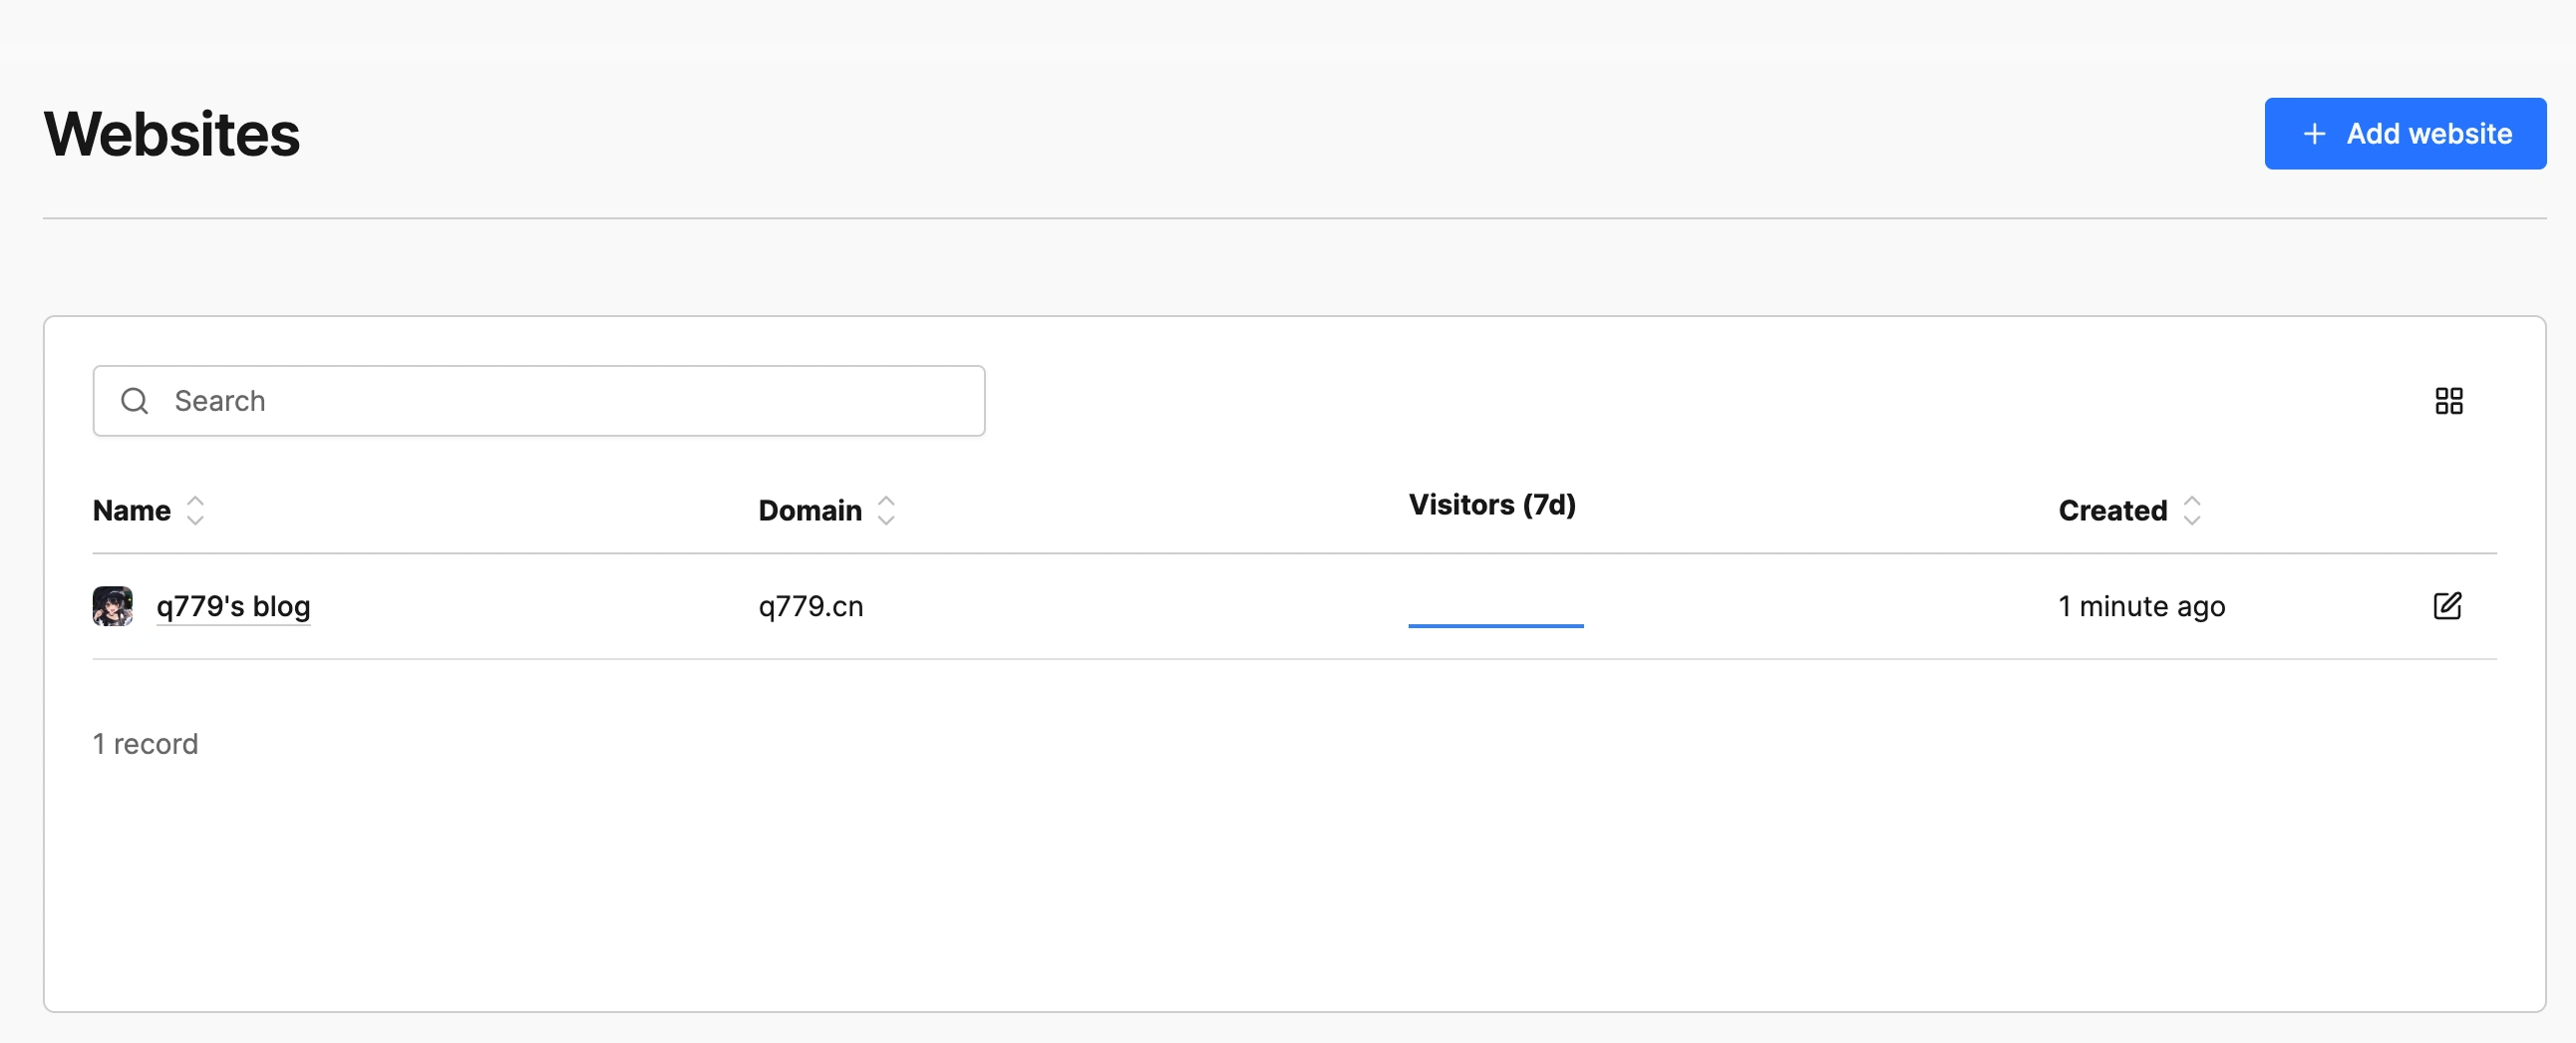 Websites
Add website
Search
Name
Domain
Visitors (7d)
Created
q779's blog
q779.cn
1 minute ago
1 record